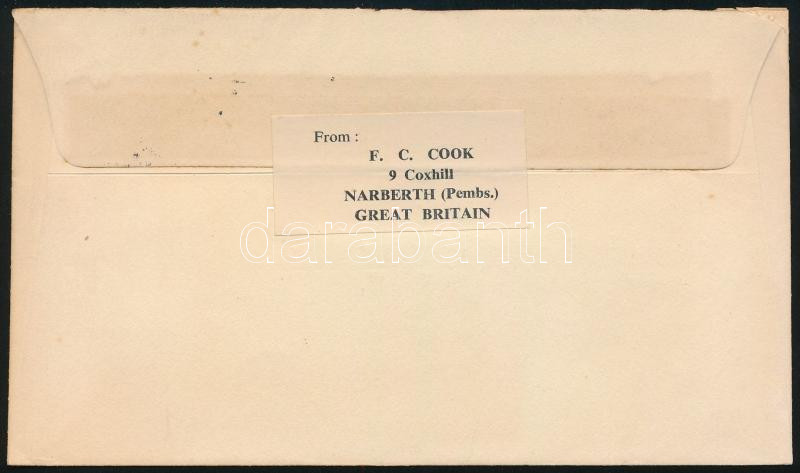 From :
F. C. COOK
9 Coxhill
NARBERTH (Pembs.)
GREAT BRITAIN
darabanth